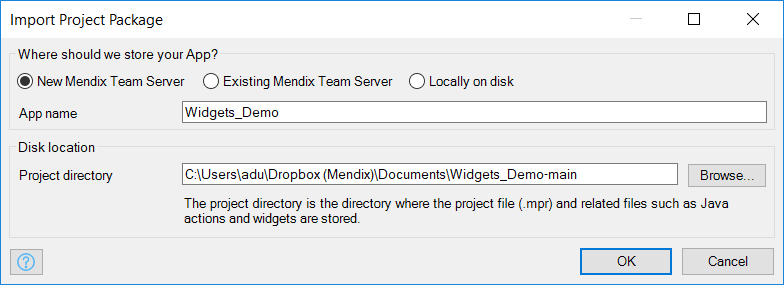 Import Project Package
Where should we store your App?
New Mendix Team Server Existing Mendix Team Server Locally on disk
App name Widgets_Demo
Disk location
Project directory C:\Users\adu\Dropbox (Mendix)\Documents\Widgets_Demo-main Browse...
The project directory is the directory where the project file (.mpr) and related files such as Java
actions and widgets are stored.
? OK Cancel